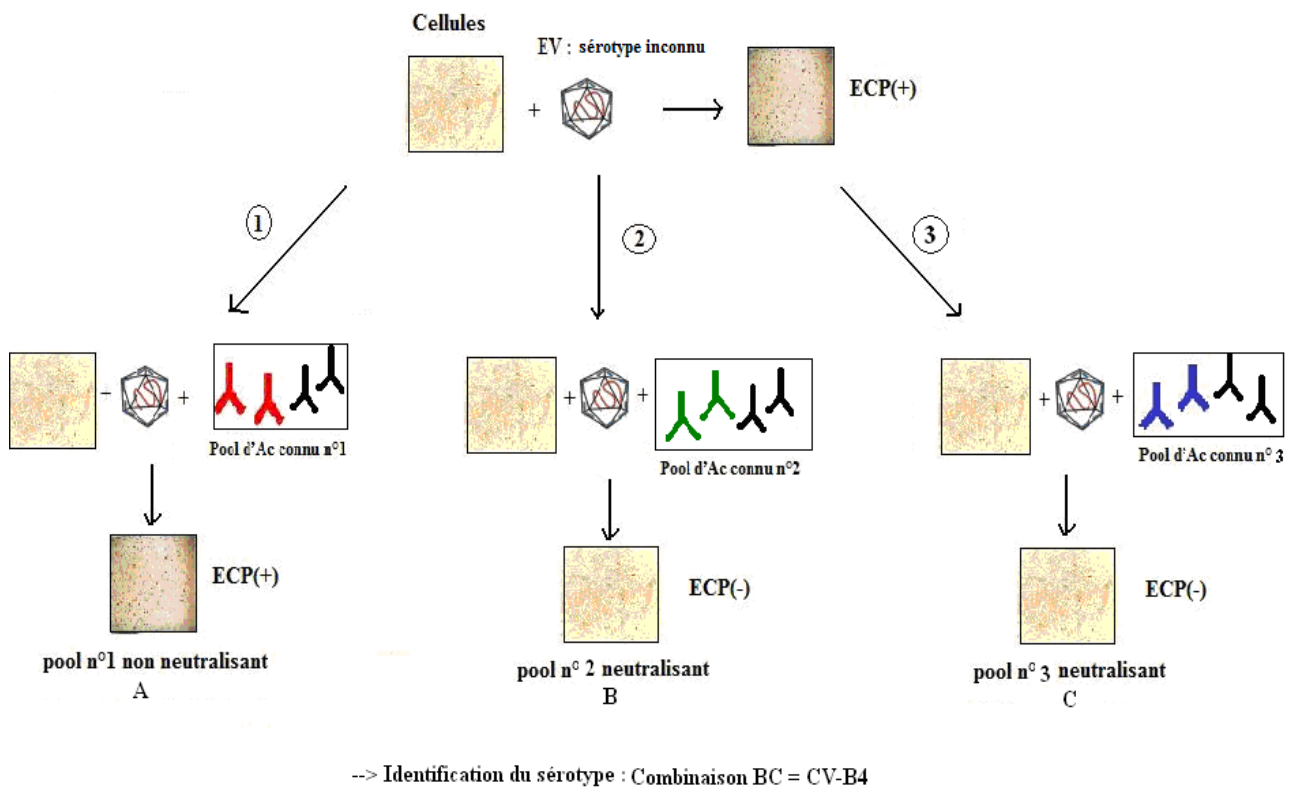 Cellules
EV : sérotype inconnu
+
ECP(+)
1
2
3
+ +
+ +
+ +
Pool d'Ac connu n°1
Pool d'Ac connu n°2
Pool d'Ac connu n° 3
ECP(+)
ECP(-)
ECP(-)
pool n°1 non neutralisant
pool n° 2 neutralisant
pool n° 3 neutralisant
A
B
C
--> Identification du sérotype : Combinaison BC = CV-B4